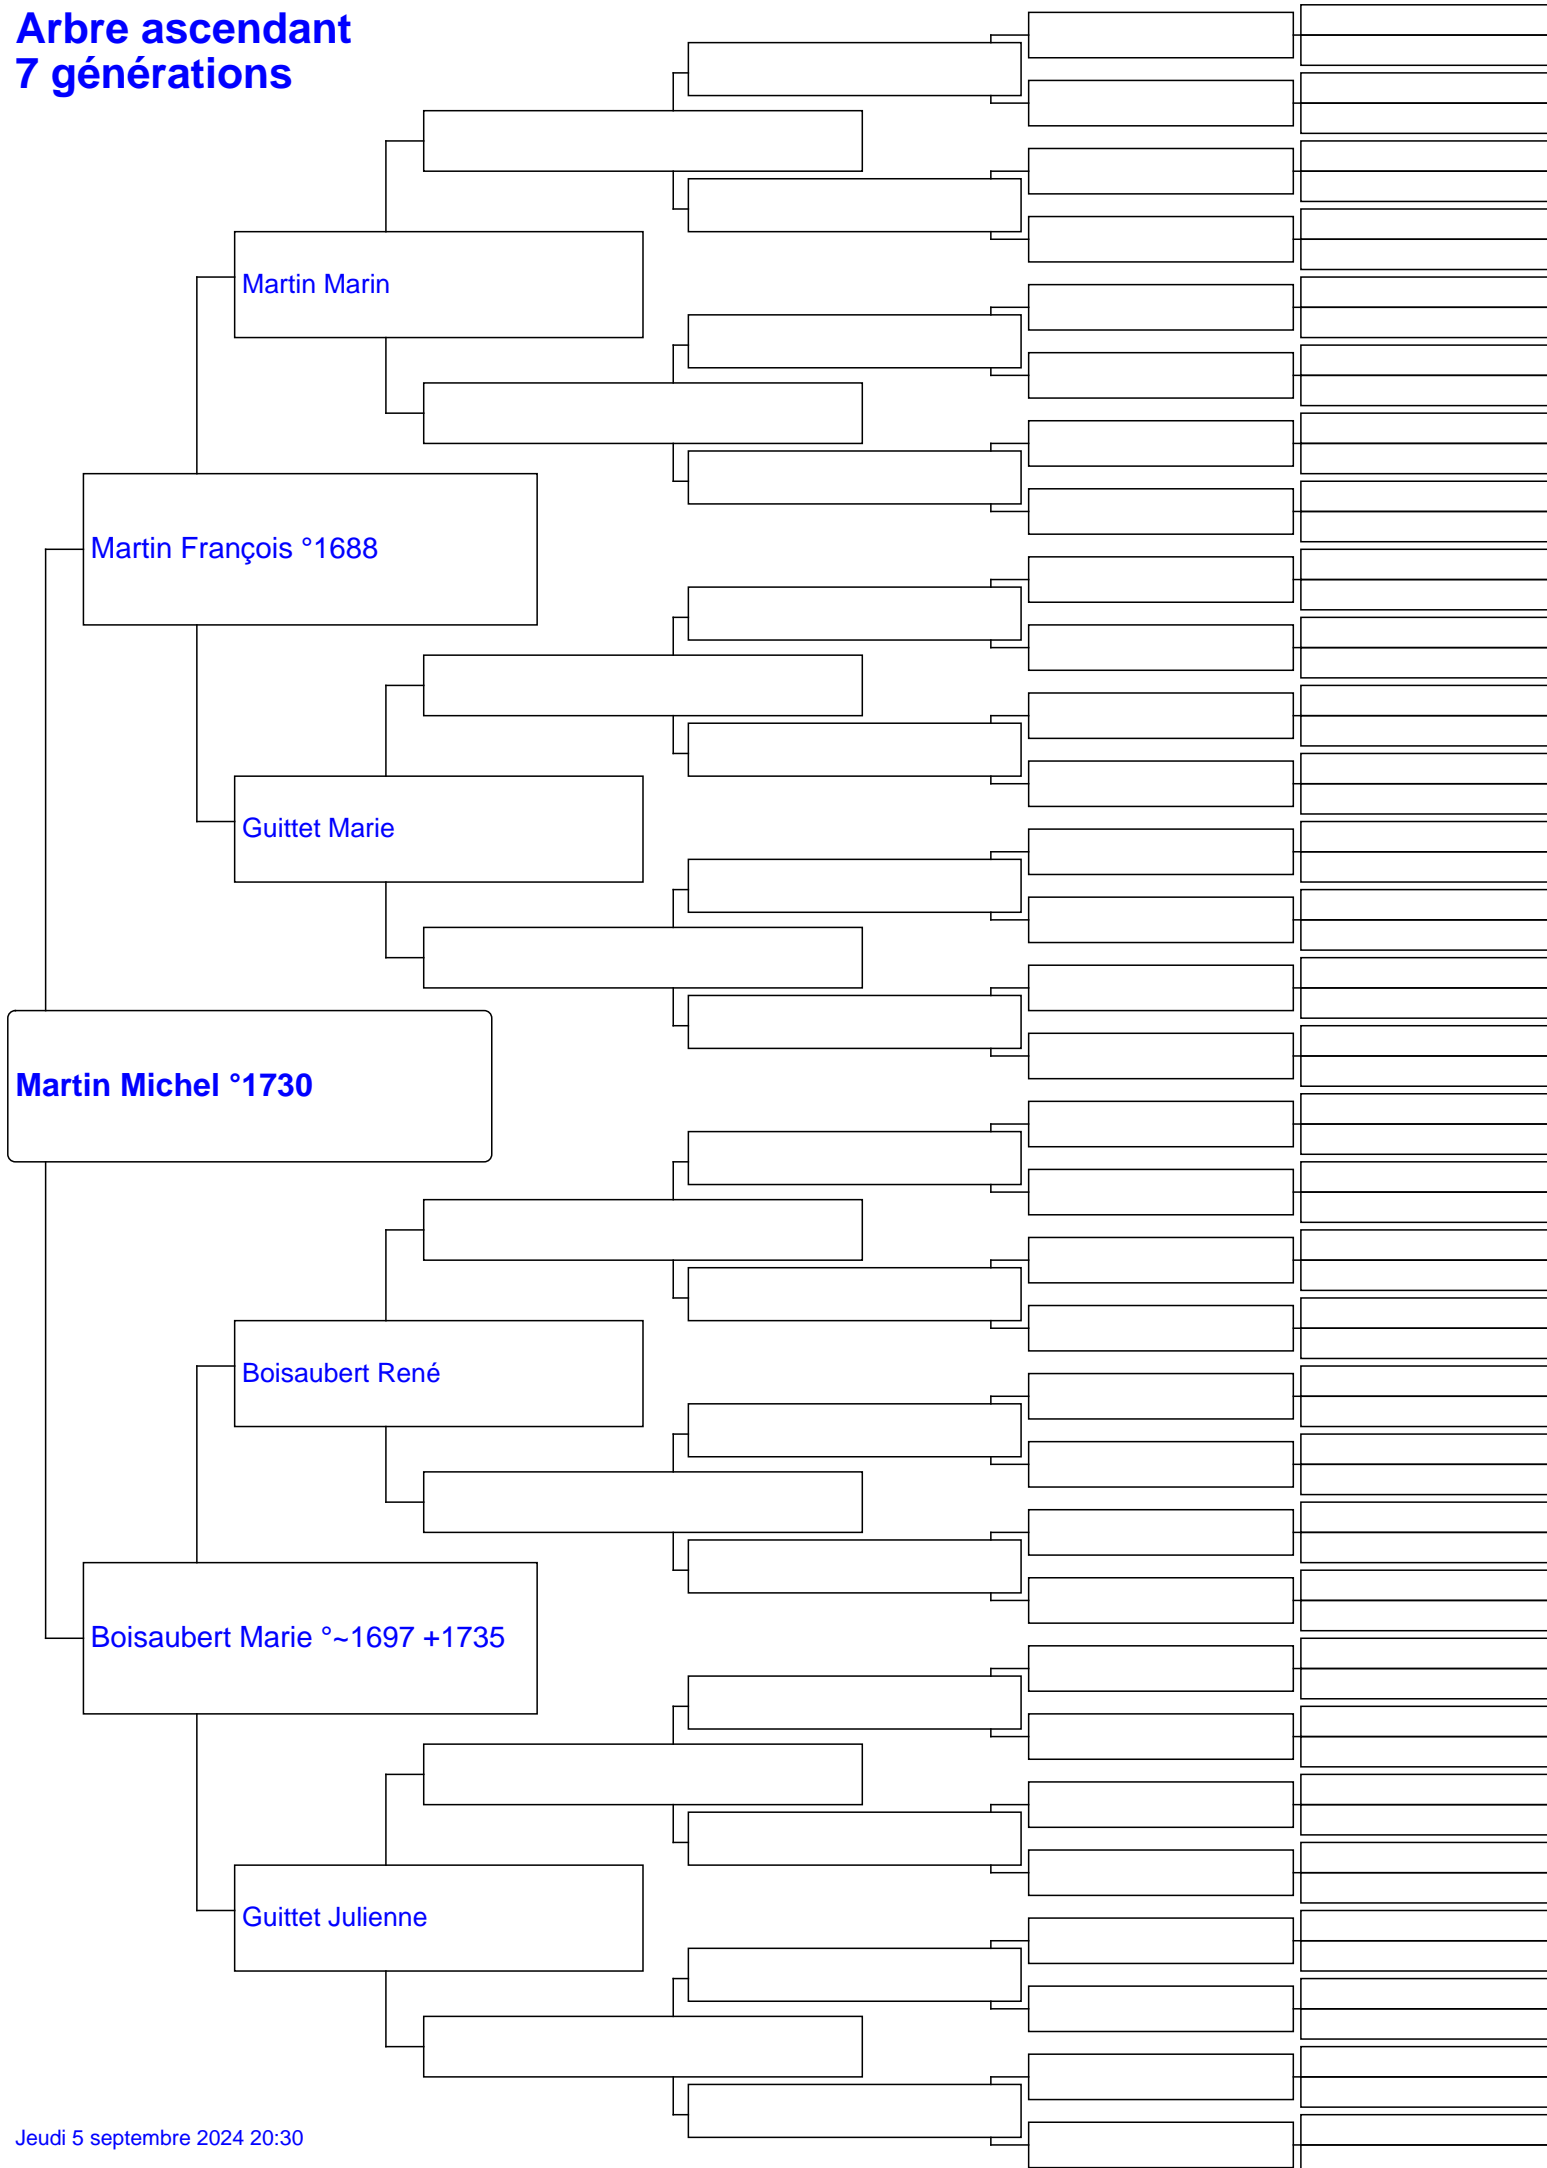 Arbre ascendant
7 générations
Martin Marin
Martin François °1688
Guittet Marie
Martin Michel °1730
Boisaubert René
Boisaubert Marie °~1697 +1735
Guittet Julienne
Jeudi 5 septembre 2024 20:30